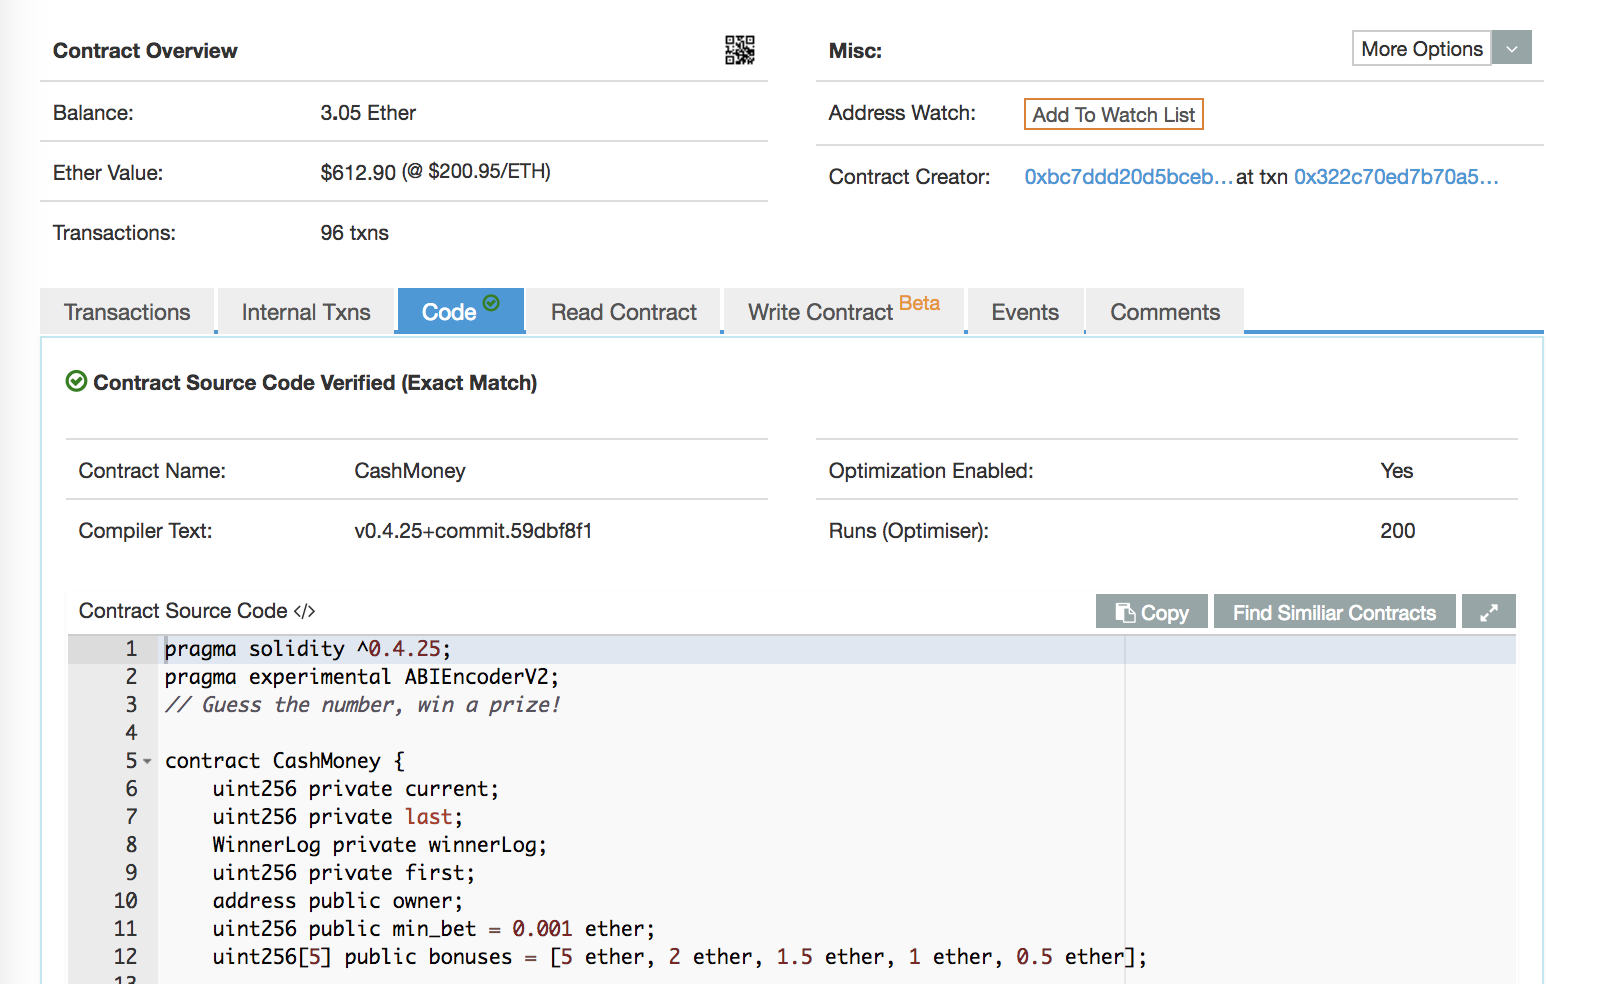 Contract Overview
Misc:
More Options
Balance: 3.05 Ether
Address Watch: Add To Watch List
Ether Value: $612.90 (@ $200.95/ETH)
Contract Creator: 0xbc7ddd20d5bceb... at txn 0x322c70ed7b70a5...
Transactions: 96 txns
Transactions Internal Txns Code Read Contract Write Contract Beta Events Comments
Contract Source Code Verified (Exact Match)
Contract Name: CashMoney
Optimization Enabled: Yes
Compiler Text: v0.4.25+commit.59dbf8f1
Runs (Optimiser): 200
Contract Source Code </>
Copy Find Similiar Contracts
1 pragma solidity ^0.4.25;
2 pragma experimental ABIEncoderV2;
3 // Guess the number, win a prize!
4
5 contract CashMoney {
6 uint256 private current;
7 uint256 private last;
8 WinnerLog private winnerLog;
9 uint256 private first;
10 address public owner;
11 uint256 public min_bet = 0.001 ether;
12 uint256[5] public bonuses = [5 ether, 2 ether, 1.5 ether, 1 ether, 0.5 ether];
13